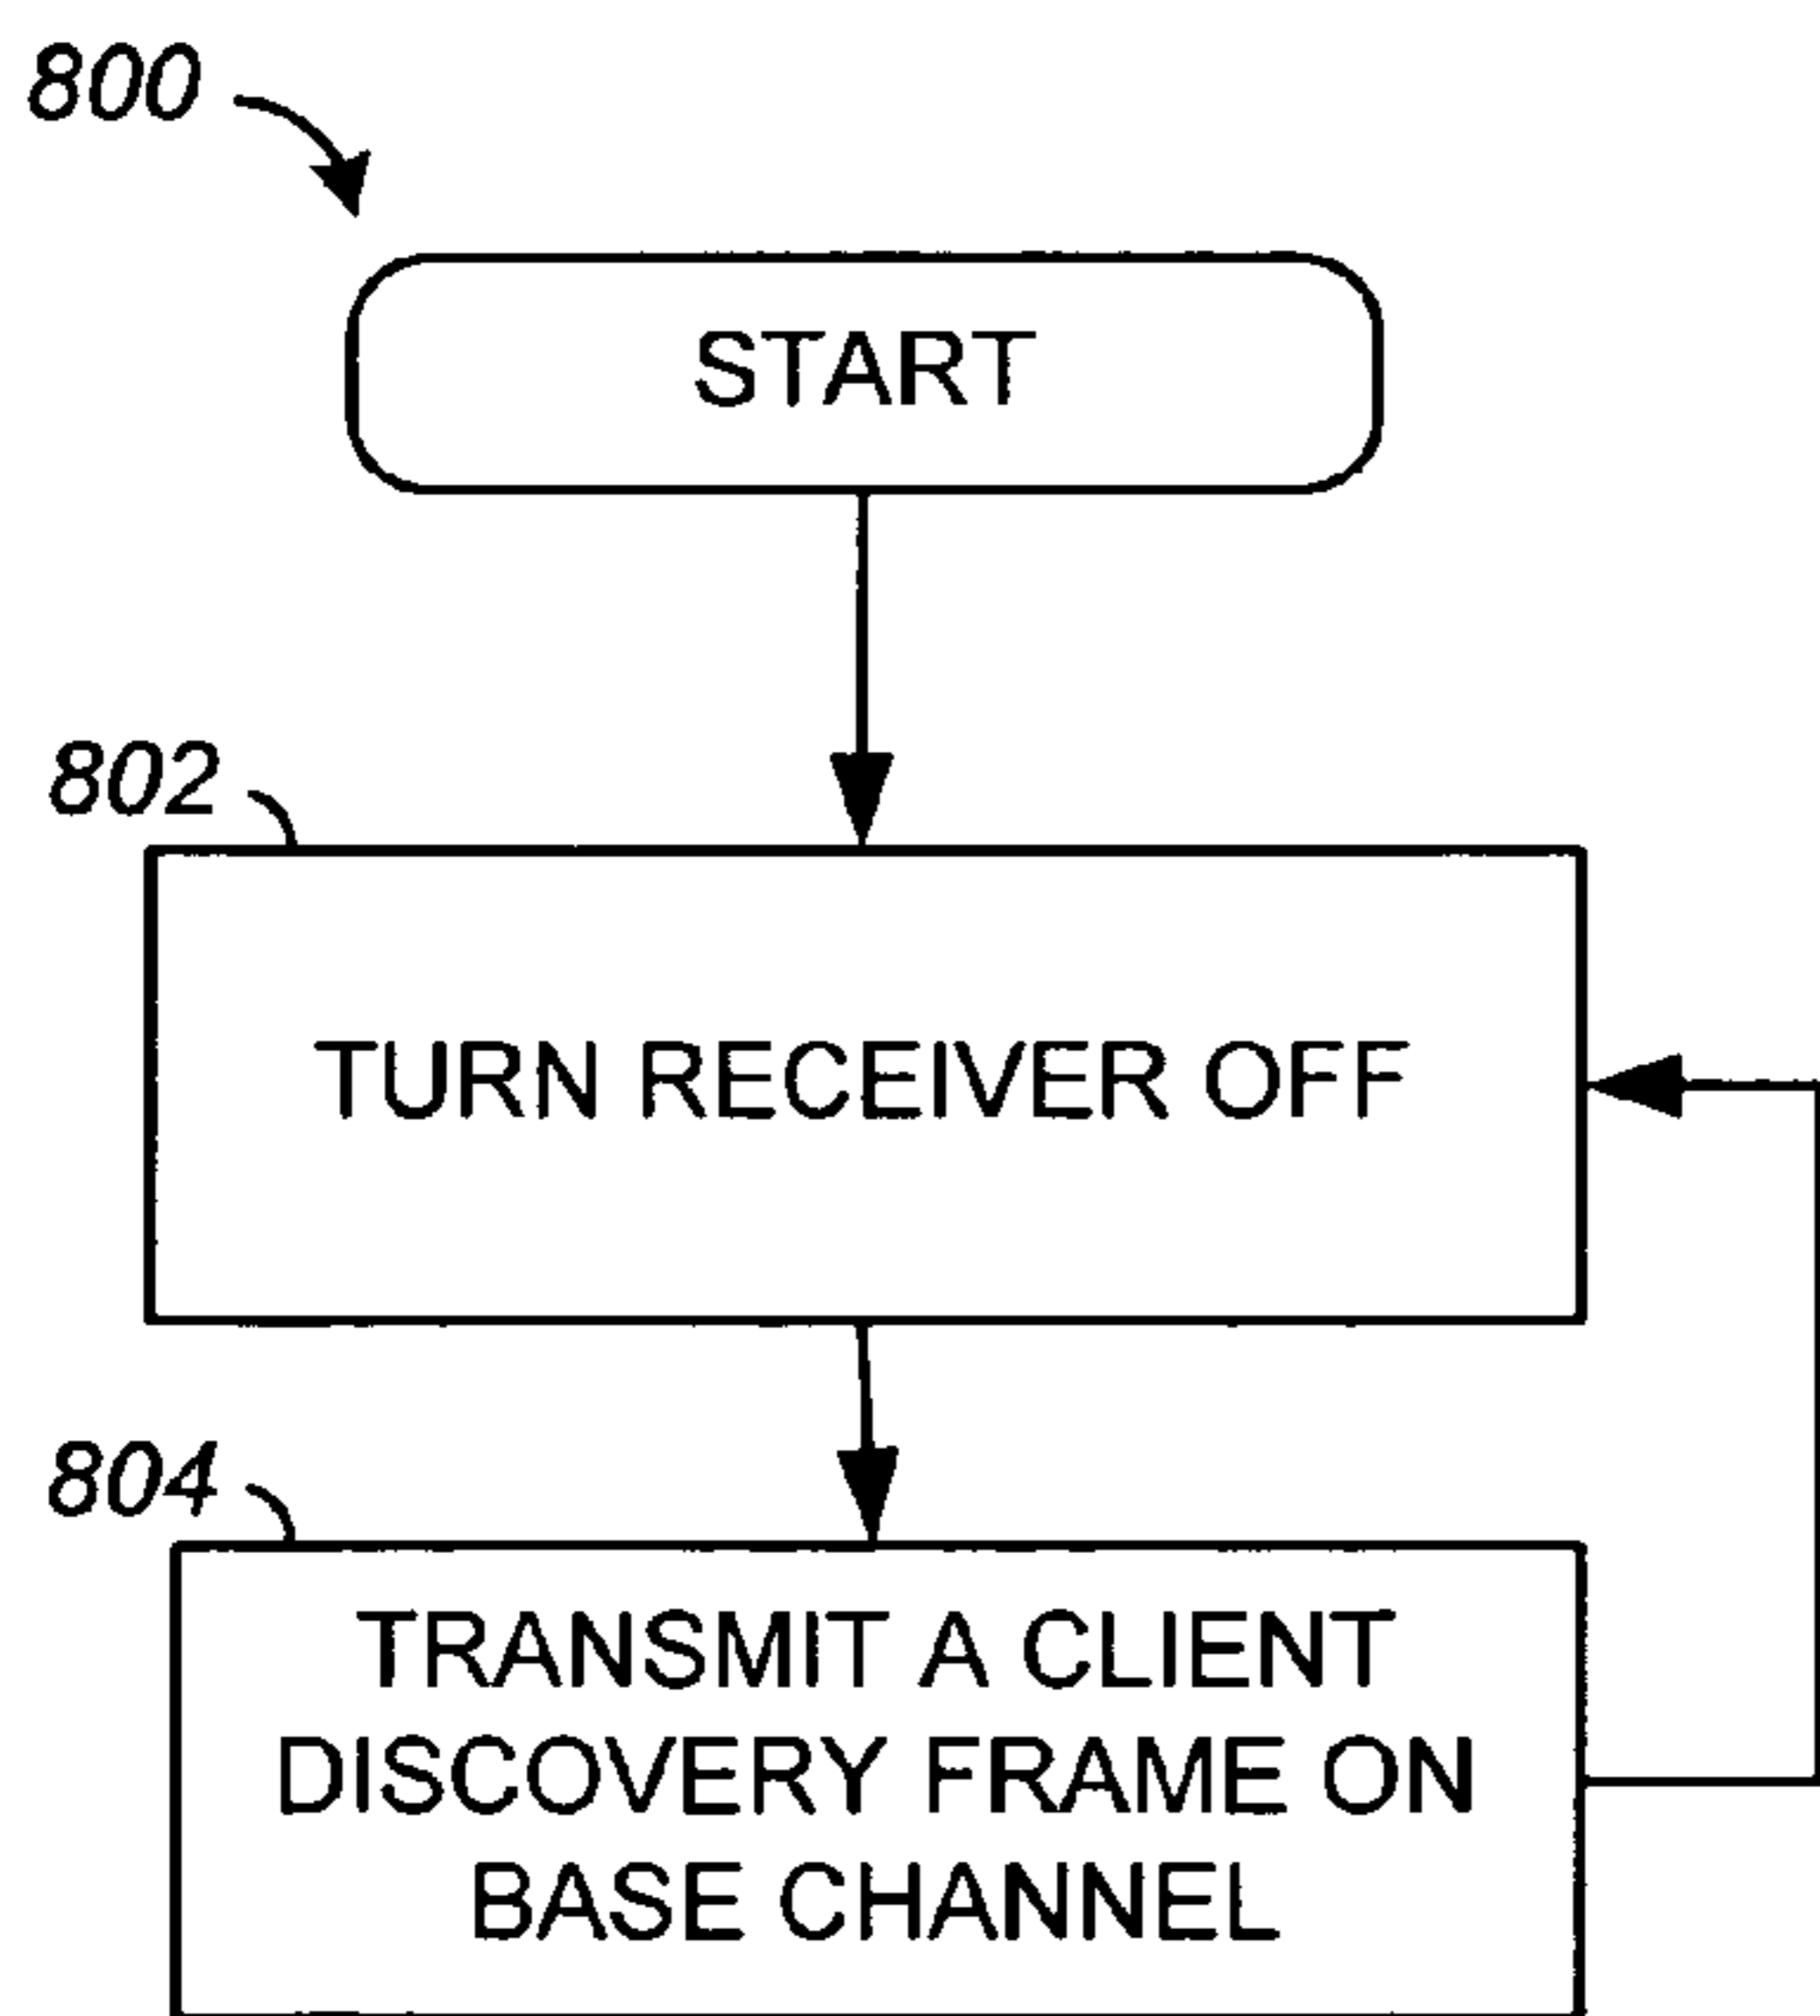 800
START
802
TURN RECEIVER OFF
804
TRANSMIT A CLIENT
DISCOVERY FRAME ON
BASE CHANNEL